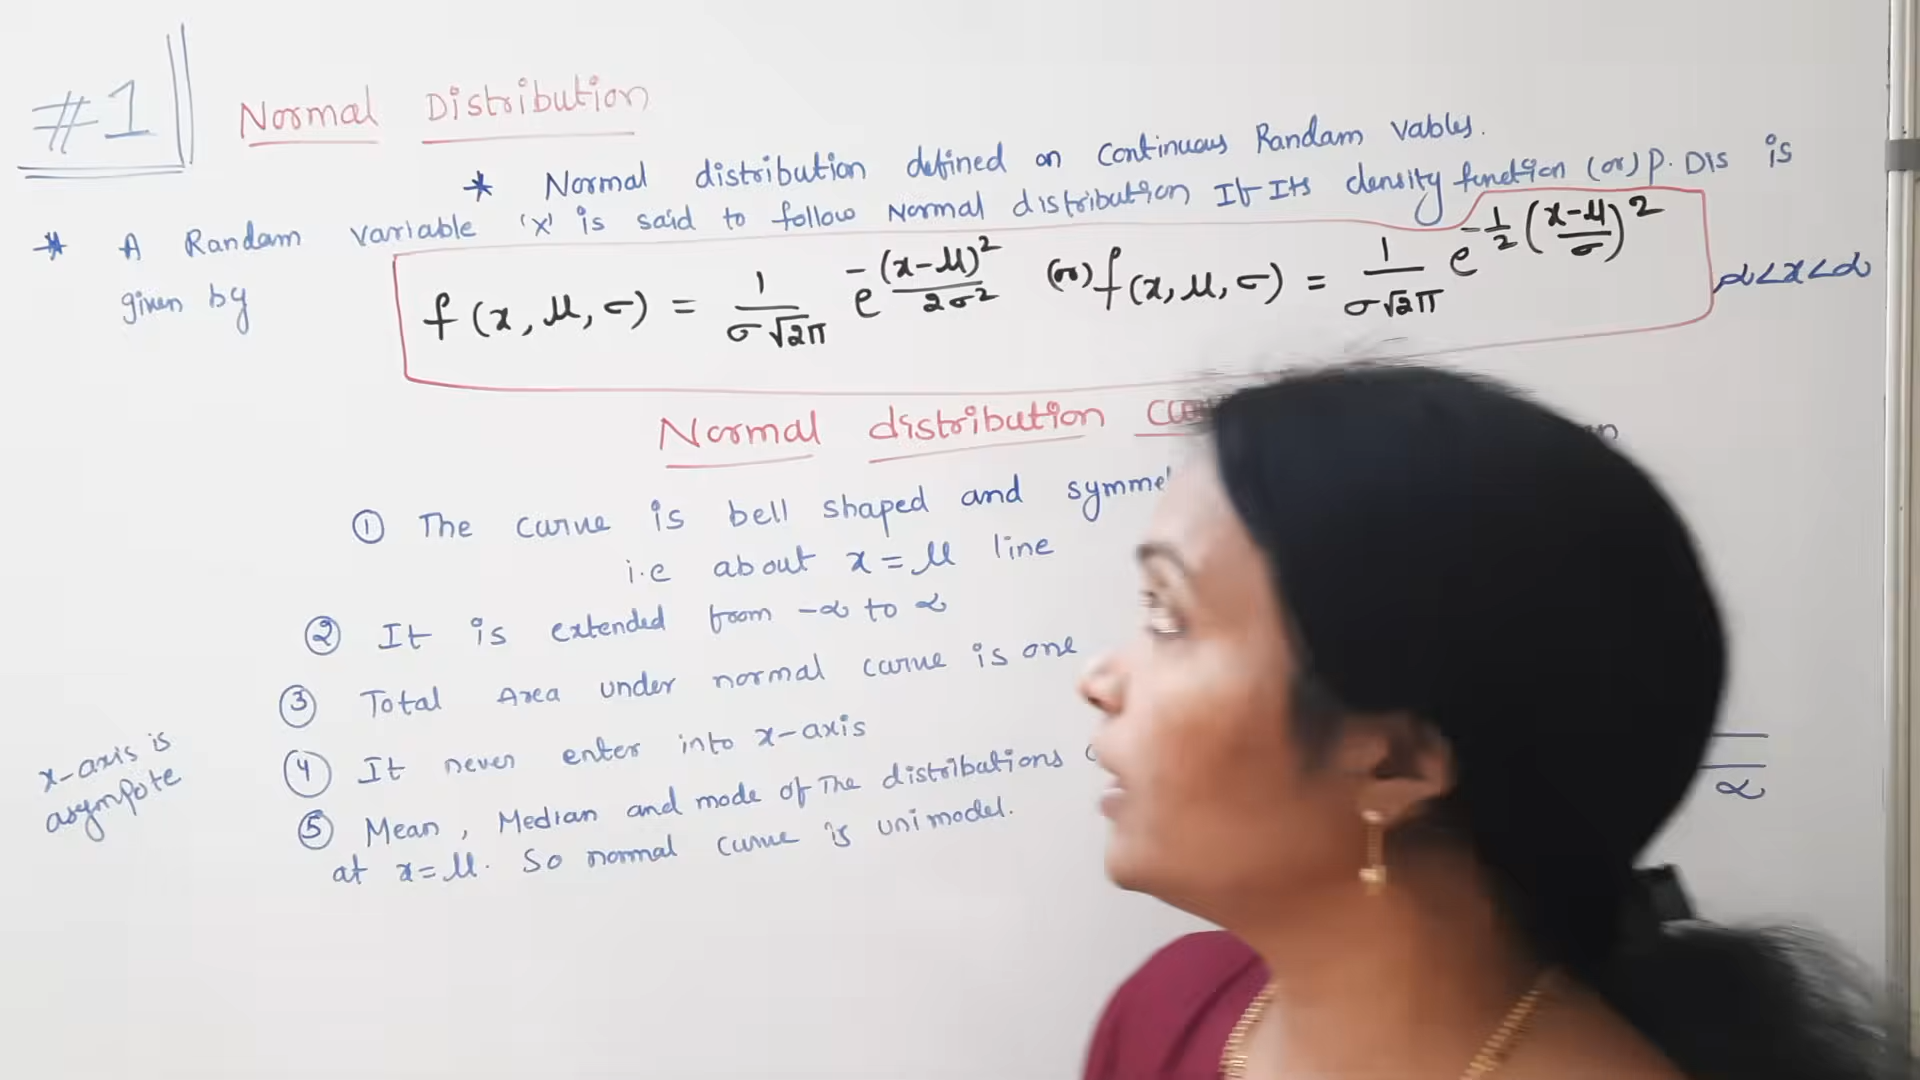 #1
Normal Distribution
* Normal distribution defined on Continuous Randam Vables.
* A Randam variable 'X' is said to follow Normal distribution If Its density function (or) P. Dis is
given by
f(x, μ, σ) = 1/(σ√2π) e^(-(x-μ)²/2σ²) (or) f(x, μ, σ) = 1/(σ√2π) e^(-1/2((x-μ)/σ)²) α<x<α
Normal distribution
① The curve is bell shaped and
i.e about x = μ line
② It is extended from -α to α
③ Total Area under normal curve is one
④ It never enter into x-axis
x-axis is
asympote
⑤ Mean, Median and mode of The distributions
at x = μ. So normal curve is unimodel.
α